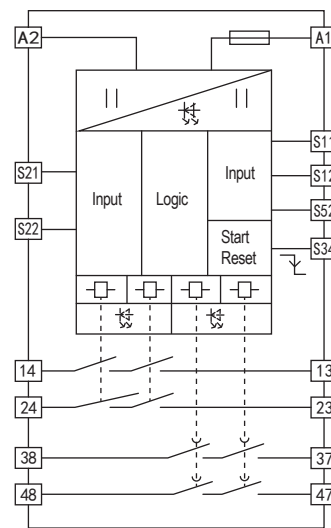 A2 A1
S11
S21 Input Logic Input S12
S22 S52
Start S34
Reset
14 13
24 23
38 37
48 47